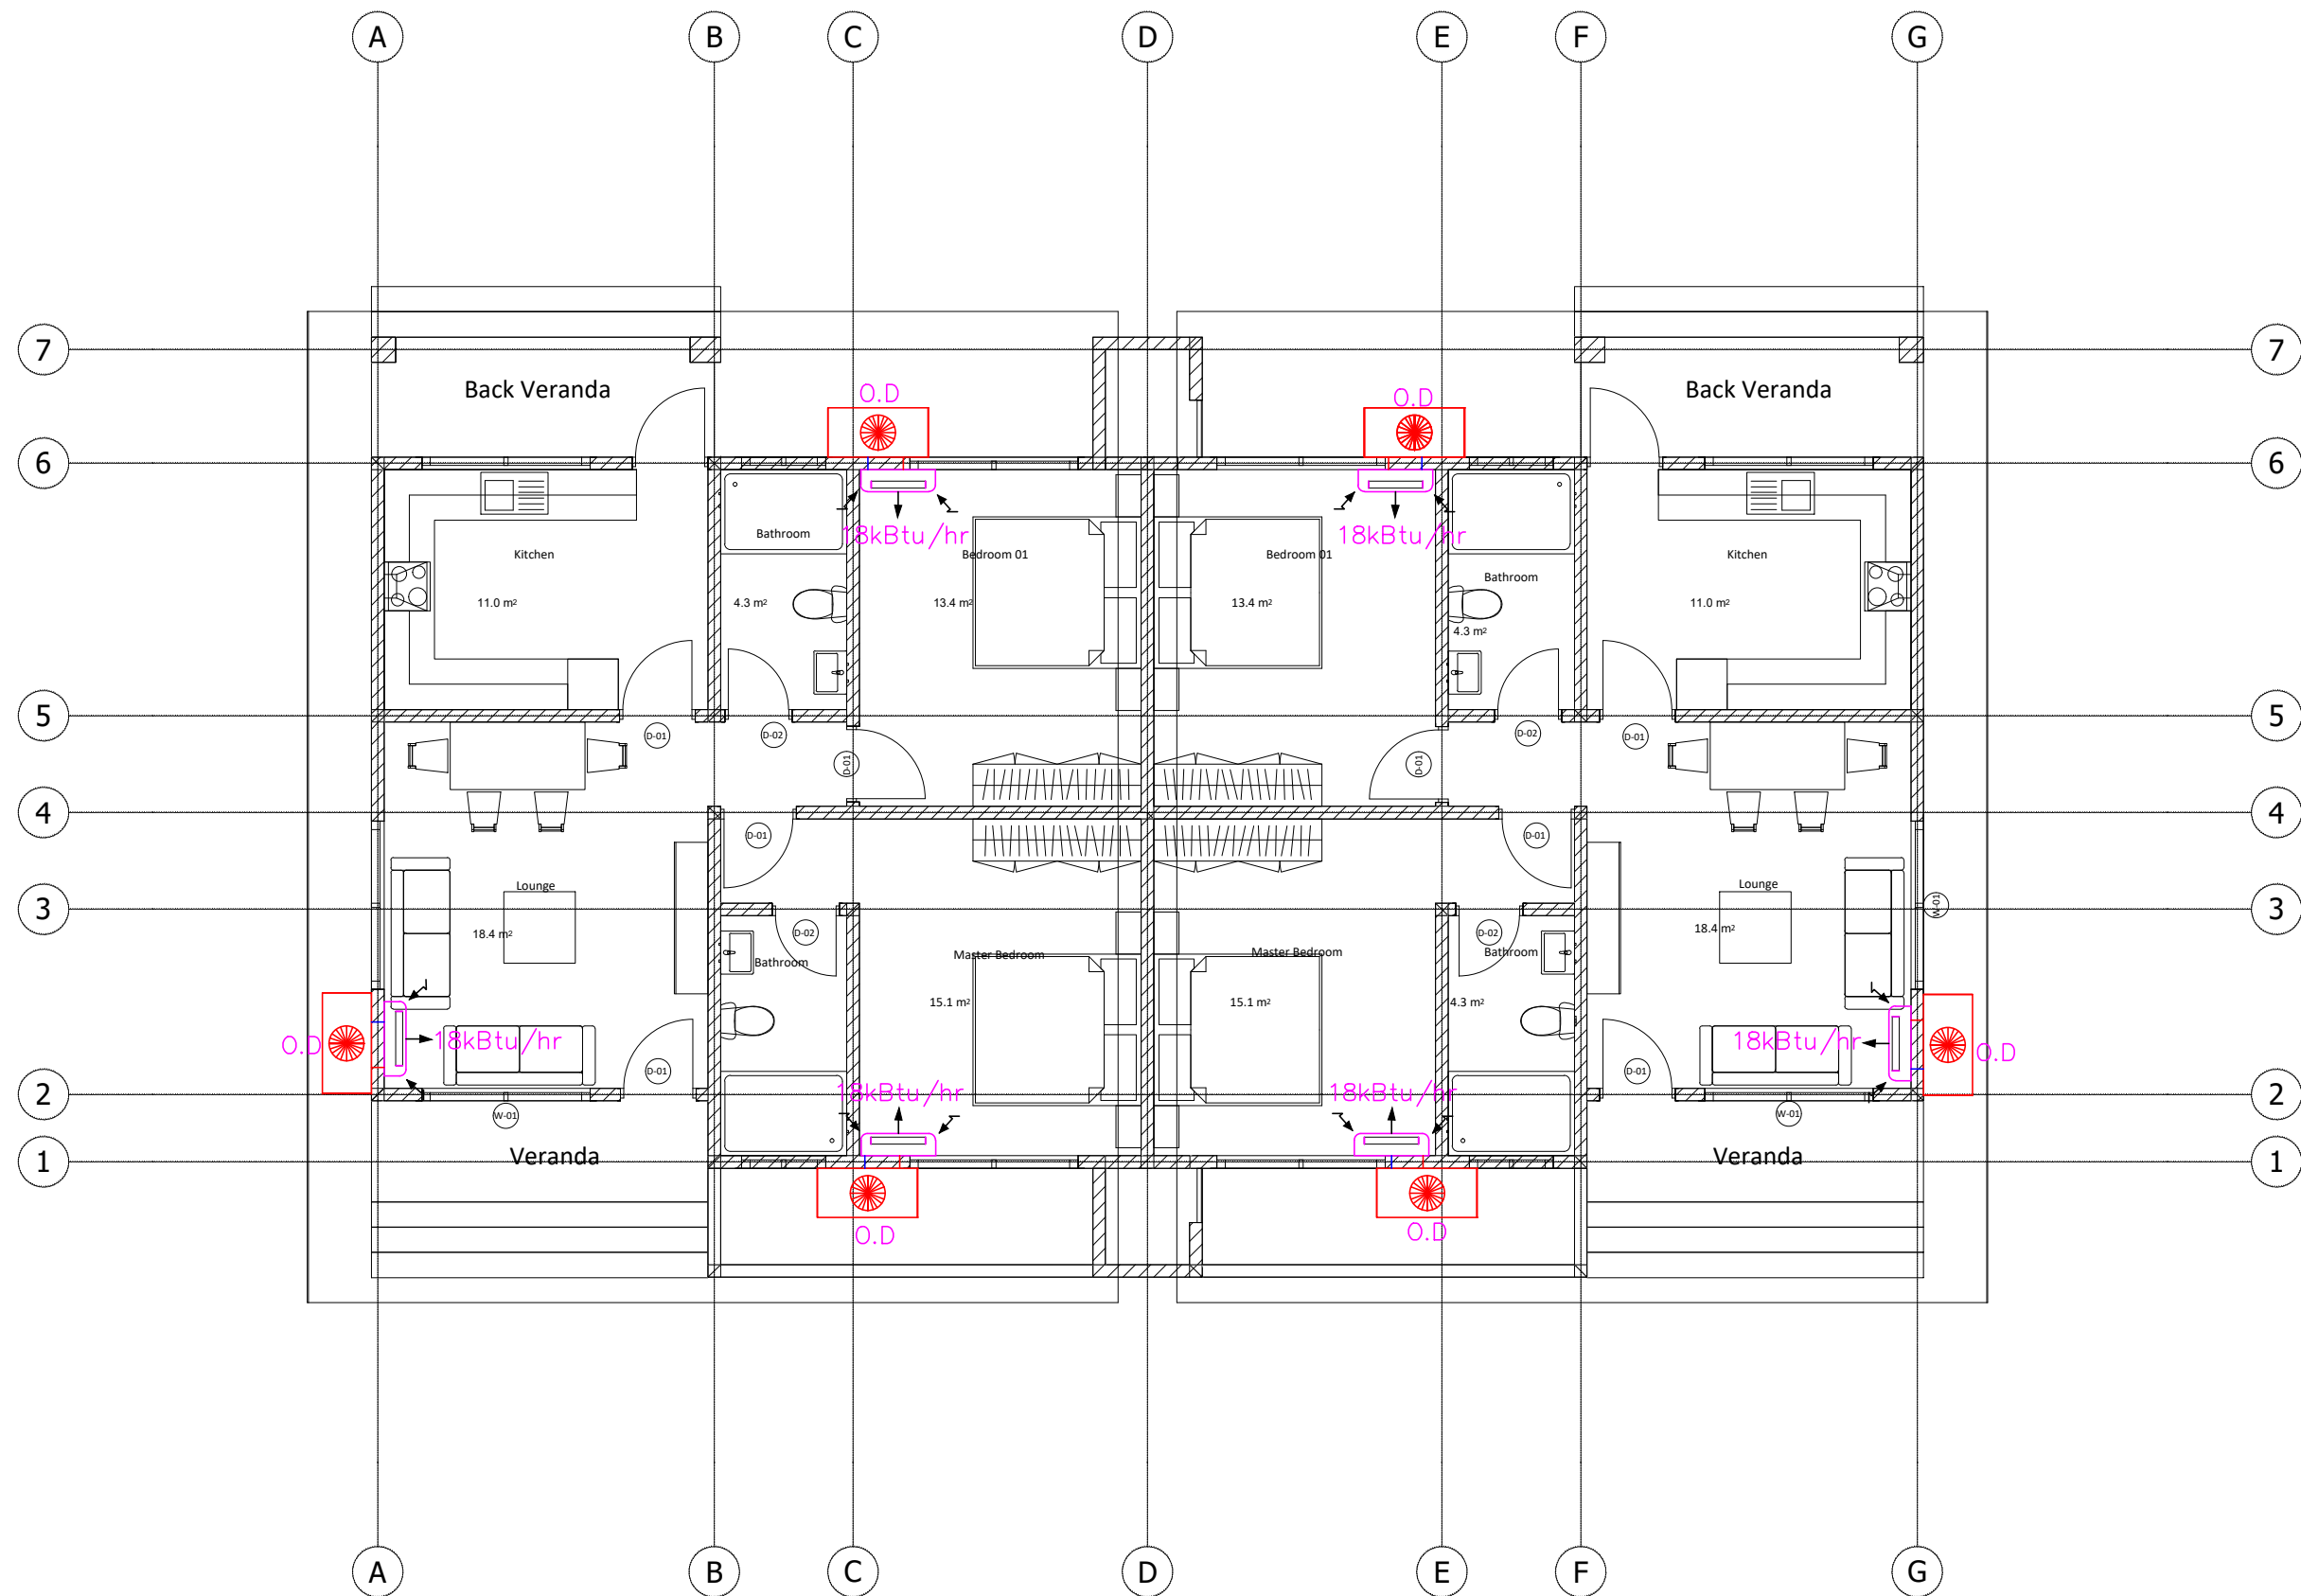 A
B
C
D
E
F
G
7
7
Back Veranda
O.D
O.D
Back Veranda
6
6
Bathroom
18kBtu/hr
18kBtu/hr
Kitchen
Bedroom 01
Bedroom 01
Kitchen
Bathroom
11.0 m²
4.3 m²
13.4 m²
13.4 m²
11.0 m²
4.3 m²
5
5
D-01
D-02
D-02
D-01
D-01
D-01
4
4
D-01
D-01
Lounge
Lounge
3
3
W-01
18.4 m²
D-02
D-02
18.4 m²
Bathroom
Master Bedroom
Master Bedroom
Bathroom
15.1 m²
15.1 m²
4.3 m²
O.D
18kBtu/hr
18kBtu/hr
O.D
D-01
D-01
2
18kBtu/hr
18kBtu/hr
2
W-01
W-01
1
Veranda
Veranda
1
O.D
O.D
A
B
C
D
E
F
G